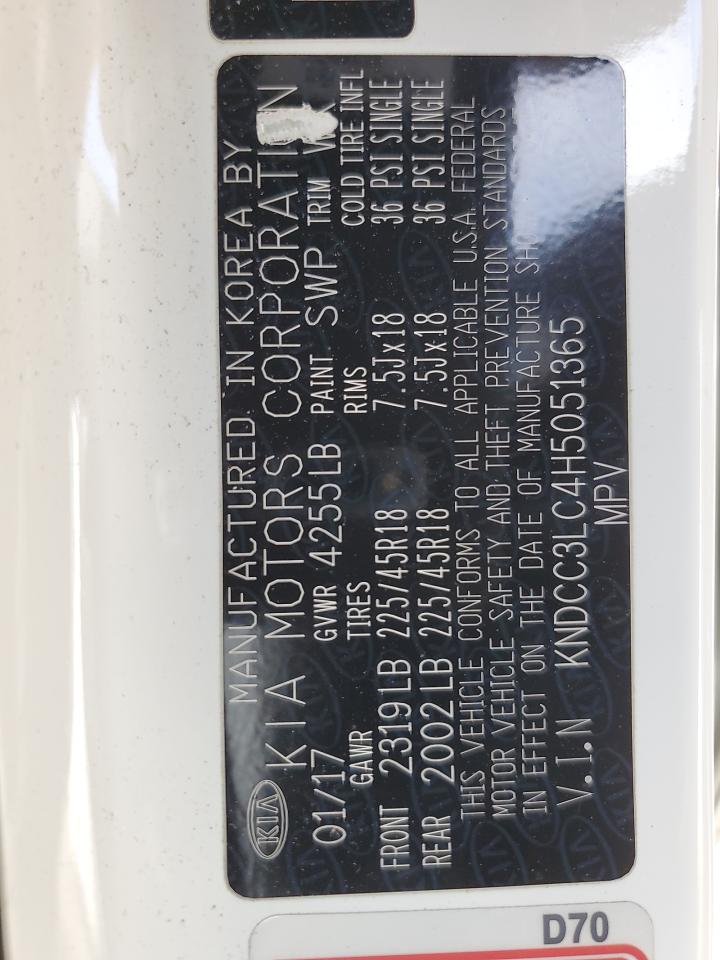 KIA
MANUFACTURED IN KOREA BY
KIA MOTORS CORPORATION
01/17 GVWR 4255LB PAINT SWP TRIM
GAWR TIRES RIMS COLD TIRE INFL
FRONT 2319LB 225/45R18 7.5Jx18 36 PSI SINGLE
REAR 2002LB 225/45R18 7.5Jx18 36 PSI SINGLE
THIS VEHICLE CONFORMS TO ALL APPLICABLE U.S.A. FEDERAL
MOTOR VEHICLE SAFETY AND THEFT PREVENTION STANDARDS
IN EFFECT ON THE DATE OF MANUFACTURE
V.I.N KNDCC3LC4H5051365
MPV
D70